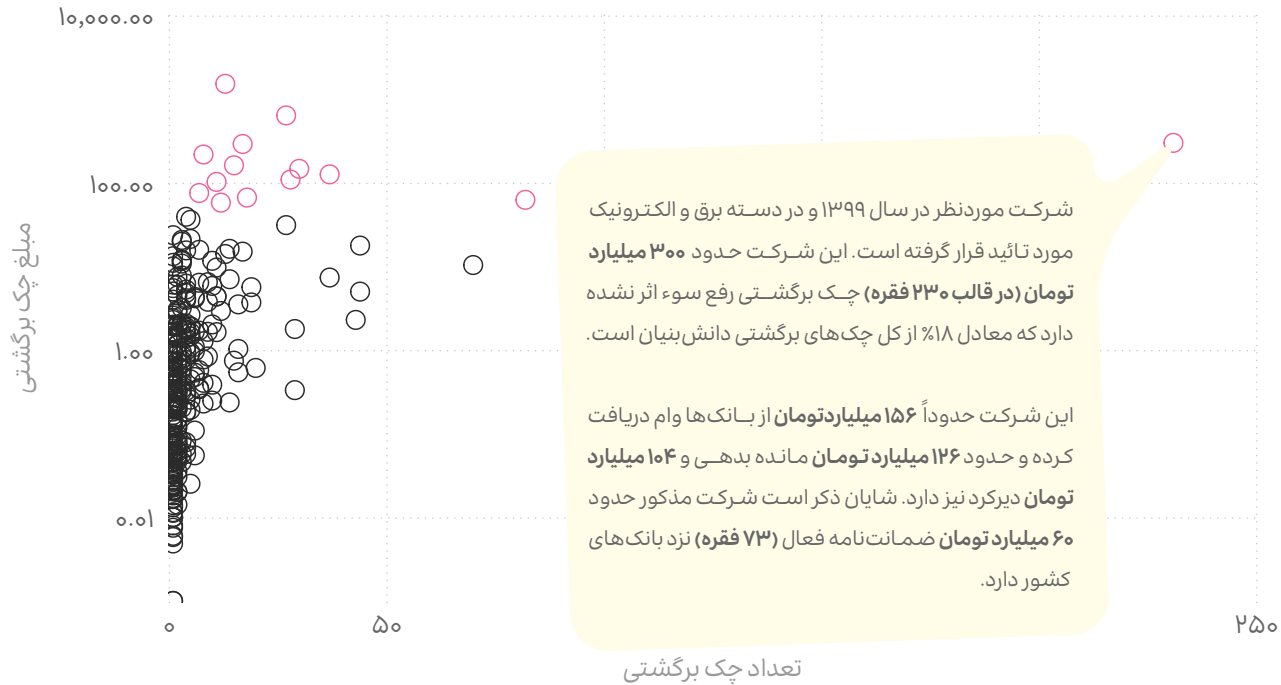 ۱۰,۰۰۰.۰۰
۱۰۰.۰۰
۱.۰۰
۰.۰۱
مبلغ چک برگشتی
شرکت موردنظر در سال ۱۳۹۹ و در دسته برق و الکترونیک
مورد تائید قرار گرفته است. این شرکت حدود ۳۰۰ میلیارد
تومان (در قالب ۲۳۰ فقره) چک برگشتی رفع سوء اثر نشده
دارد که معادل ۱۸٪ از کل چک‌های برگشتی دانش‌بنیان است.
این شرکت حدوداً ۱۵۶ میلیاردتومان از بانک‌ها وام دریافت
کرده و حدود ۱۲۶ میلیارد تومان مانده بدهی و ۱۰۴ میلیارد
تومان دیرکرد نیز دارد. شایان ذکر است شرکت مذکور حدود
۶۰ میلیارد تومان ضمانت‌نامه فعال (۷۳ فقره) نزد بانک‌های
کشور دارد.
۰
۵۰
۲۵۰
تعداد چک برگشتی